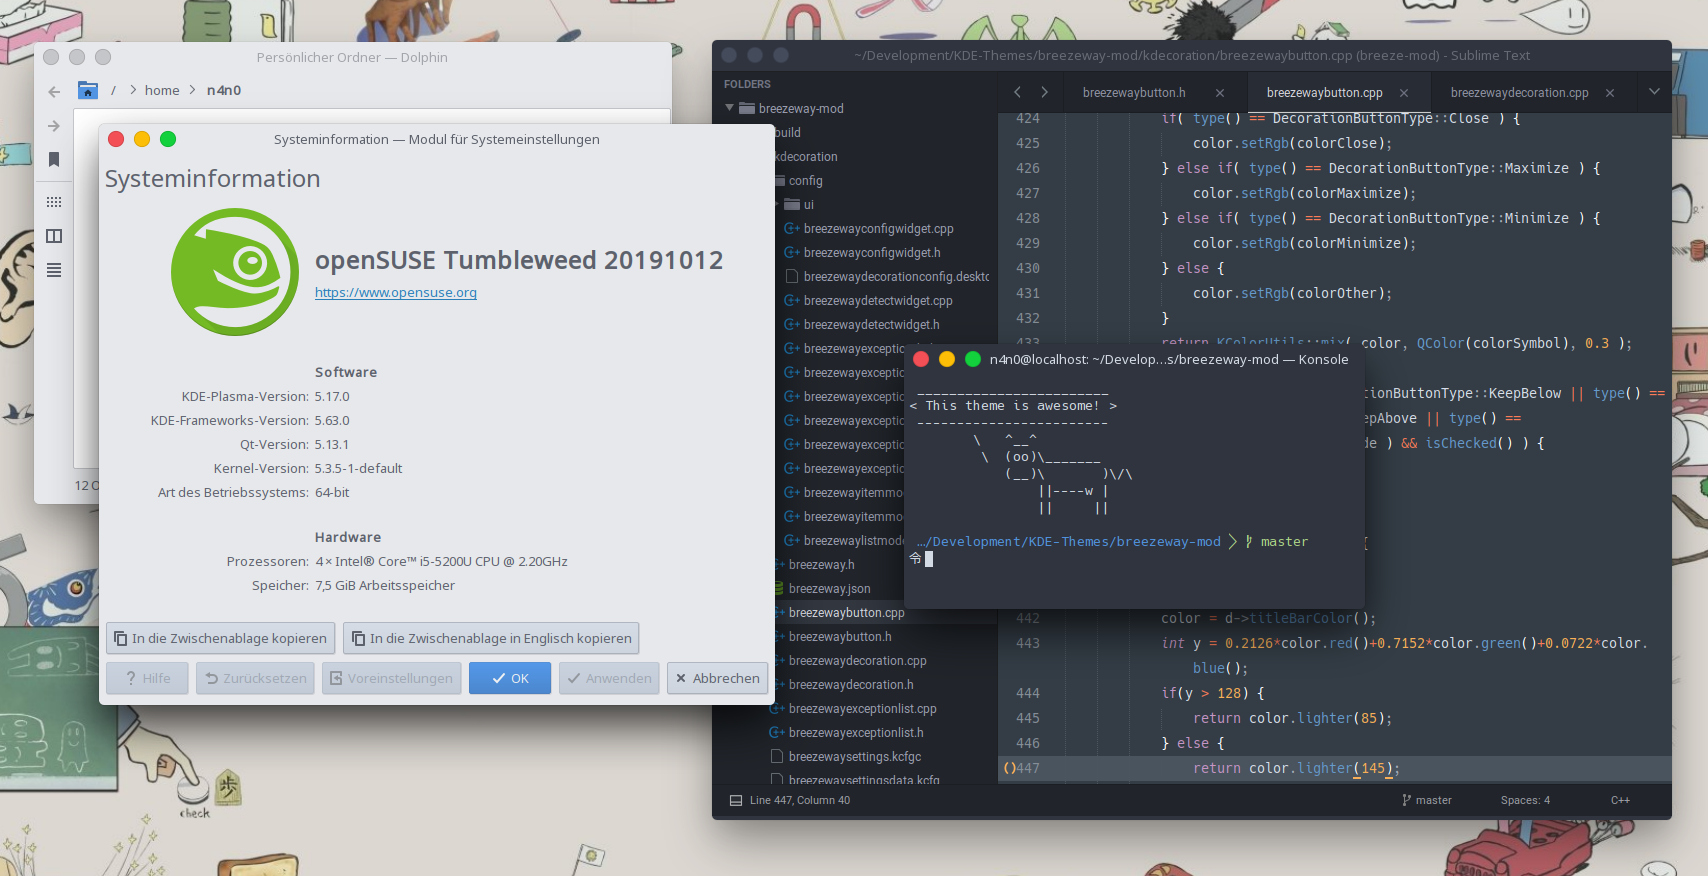 Persönlicher Ordner — Dolphin
/ > home > n4n0
Systeminformation — Modul für Systemeinstellungen
Systeminformation
openSUSE Tumbleweed 20191012
https://www.opensuse.org
Software
KDE-Plasma-Version: 5.17.0
KDE-Frameworks-Version: 5.63.0
Qt-Version: 5.13.1
Kernel-Version: 5.3.5-1-default
Art des Betriebssystems: 64-bit
Hardware
Prozessoren: 4 × Intel® Core™ i5-5200U CPU @ 2.20GHz
Speicher: 7,5 GiB Arbeitsspeicher
In die Zwischenablage kopieren
In die Zwischenablage in Englisch kopieren
? Hilfe
Zurücksetzen
Voreinstellungen
OK
Anwenden
Abbrechen
12 O
~/Development/KDE-Themes/breezeway-mod/kdecoration/breezewaybutton.cpp (breeze-mod) - Sublime Text
FOLDERS
breezeway-mod
build
kdecoration
config
ui
breezewayconfigwidget.cpp
breezewayconfigwidget.h
breezewaydecorationconfig.deskto
breezewaydetectwidget.cpp
breezewaydetectwidget.h
breezewayexceptic
breezewayexceptic
breezewayexceptio
breezewayexceptio
breezewayexceptio
breezewayexceptio
breezewayitemmo
breezewayitemmo
breezewaylistmode
breezeway.h
breezeway.json
breezewaybutton.cpp
breezewaybutton.h
breezewaydecoration.cpp
breezewaydecoration.h
breezewayexceptionlist.cpp
breezewayexceptionlist.h
breezewaysettings.kcfgc
breezewaysettingsdata.kcfg
breezewaybutton.h
breezewaybutton.cpp
breezewaydecoration.cpp
424 if( type() == DecorationButtonType::Close ) {
425 color.setRgb(colorClose);
426 } else if( type() == DecorationButtonType::Maximize ) {
427 color.setRgb(colorMaximize);
428 } else if( type() == DecorationButtonType::Minimize ) {
429 color.setRgb(colorMinimize);
430 } else {
431 color.setRgb(colorOther);
432 }
433 return KColorUtils::mix( color, QColor(colorSymbol), 0.3 );
tionButtonType::KeepBelow || type() ==
epAbove || type() ==
de ) && isChecked() ) {
{
442 color = d->titleBarColor();
443 int y = 0.2126*color.red()+0.7152*color.green()+0.0722*color.
blue();
444 if(y > 128) {
445 return color.lighter(85);
446 } else {
447 return color.lighter(145);
Line 447, Column 40
master
Spaces: 4
C++
n4n0@localhost: ~/Develop...s/breezeway-mod — Konsole
________________________
< This theme is awesome! >
------------------------
\ ^__^
\ (oo)\_______
(__)\ )\/\
||----w |
|| ||
…/Development/KDE-Themes/breezeway-mod master
令
check
歩